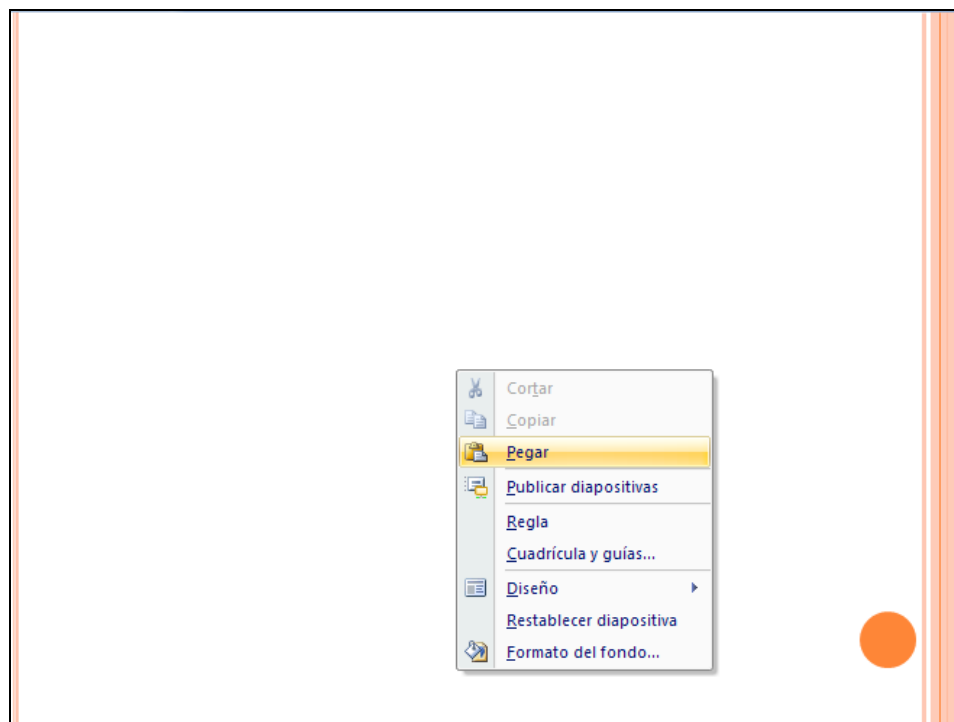 Cortar
Copiar
Pegar
Publicar diapositivas
Regla
Cuadrícula y guías...
Diseño
Restablecer diapositiva
Formato del fondo...